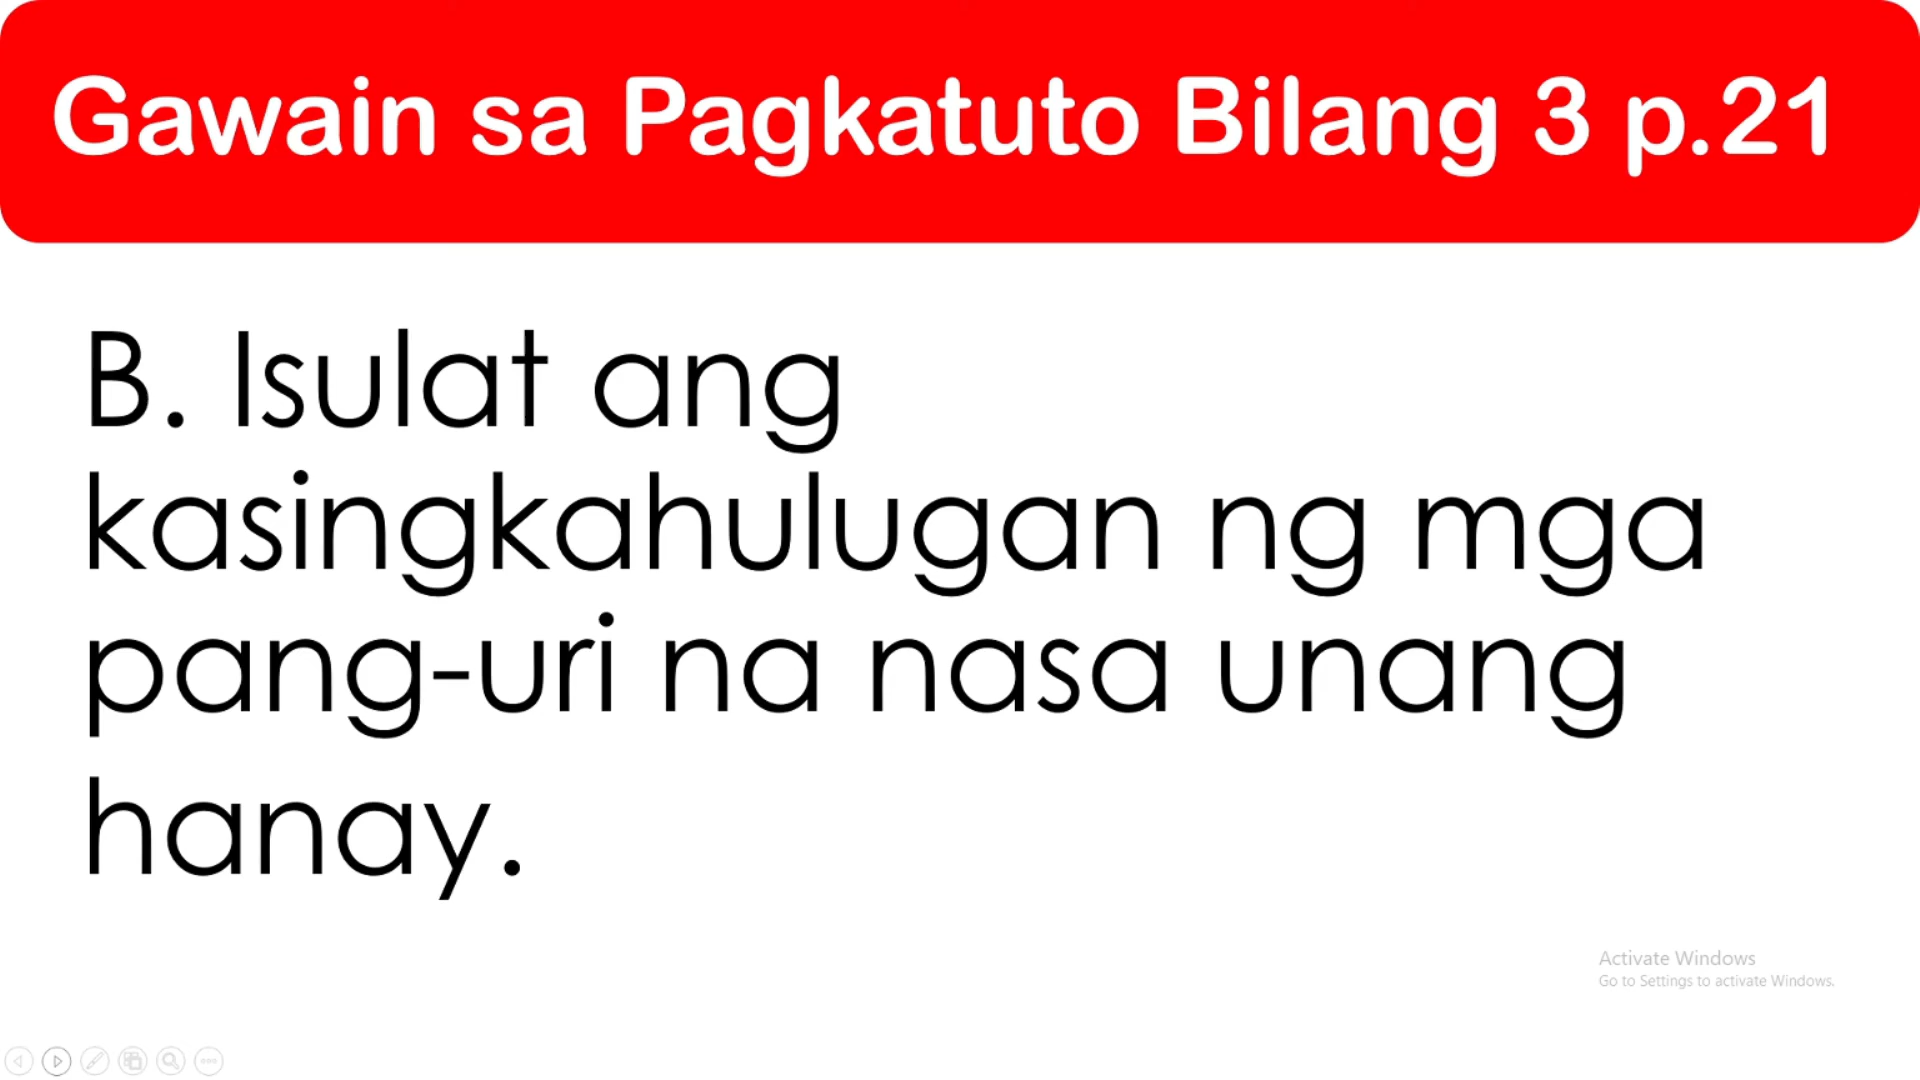 Gawain sa Pagkatuto Bilang 3 p.21
B. Isulat ang
kasingkahulugan ng mga
pang-uri na nasa unang
hanay.
Activate Windows
Go to Settings to activate Windows.